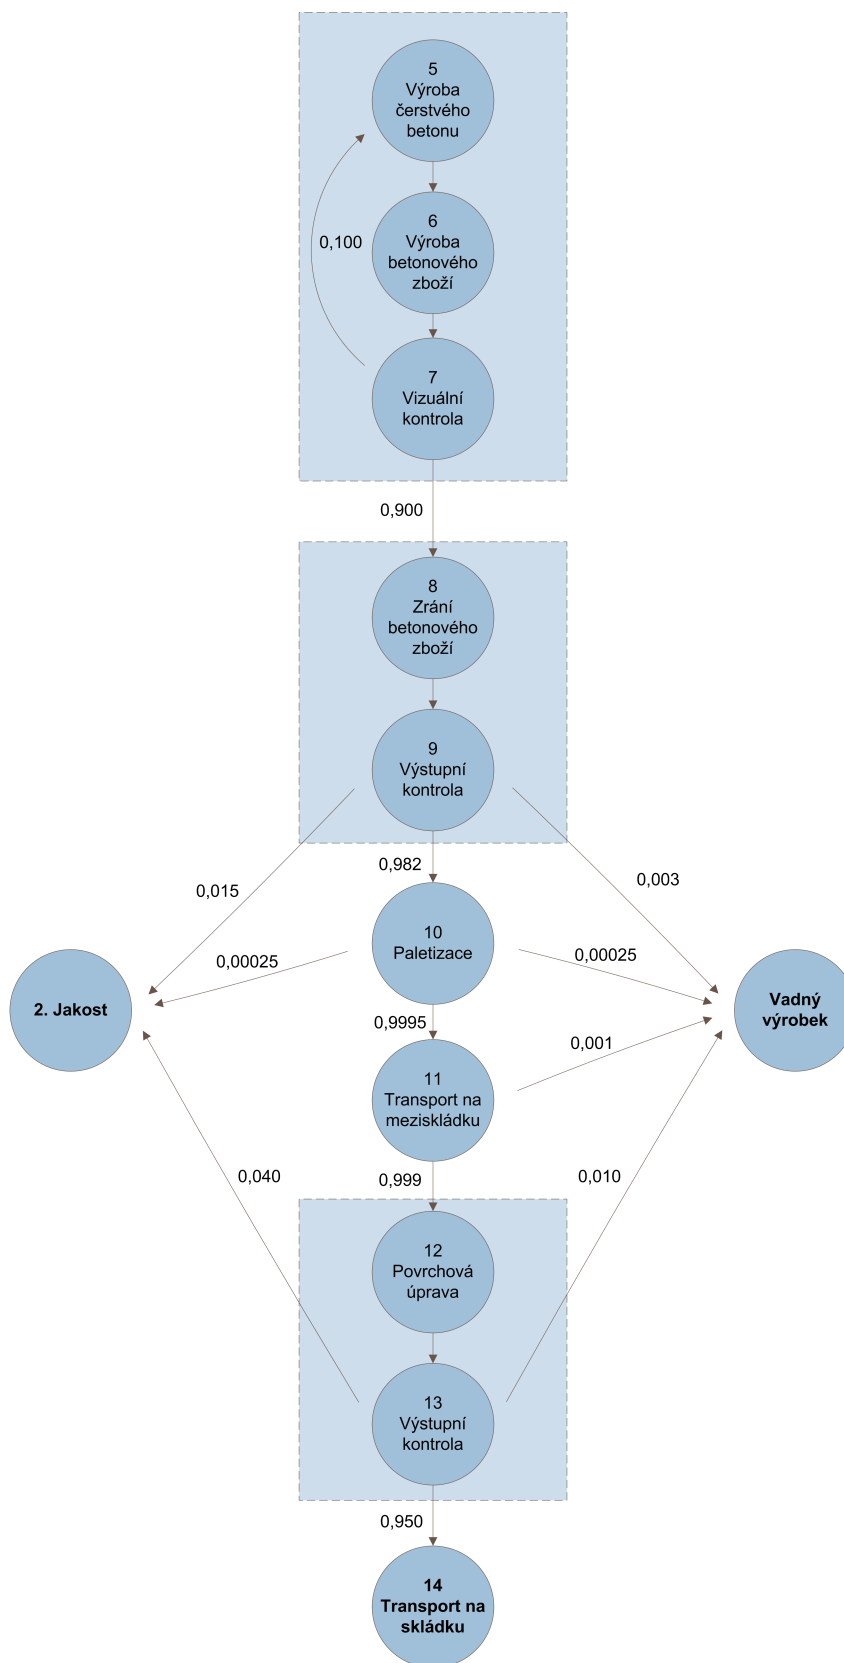 5
Výroba
čerstvého
betonu
0,100
6
Výroba
betonového
zboží
7
Vizuální
kontrola
0,900
8
Zrání
betonového
zboží
9
Výstupní
kontrola
0,015
0,982
0,003
10
Paletizace
0,00025
0,00025
2. Jakost
Vadný
výrobek
0,9995
0,001
11
Transport na
meziskládku
0,040
0,999
0,010
12
Povrchová
úprava
13
Výstupní
kontrola
0,950
14
Transport na
skládku